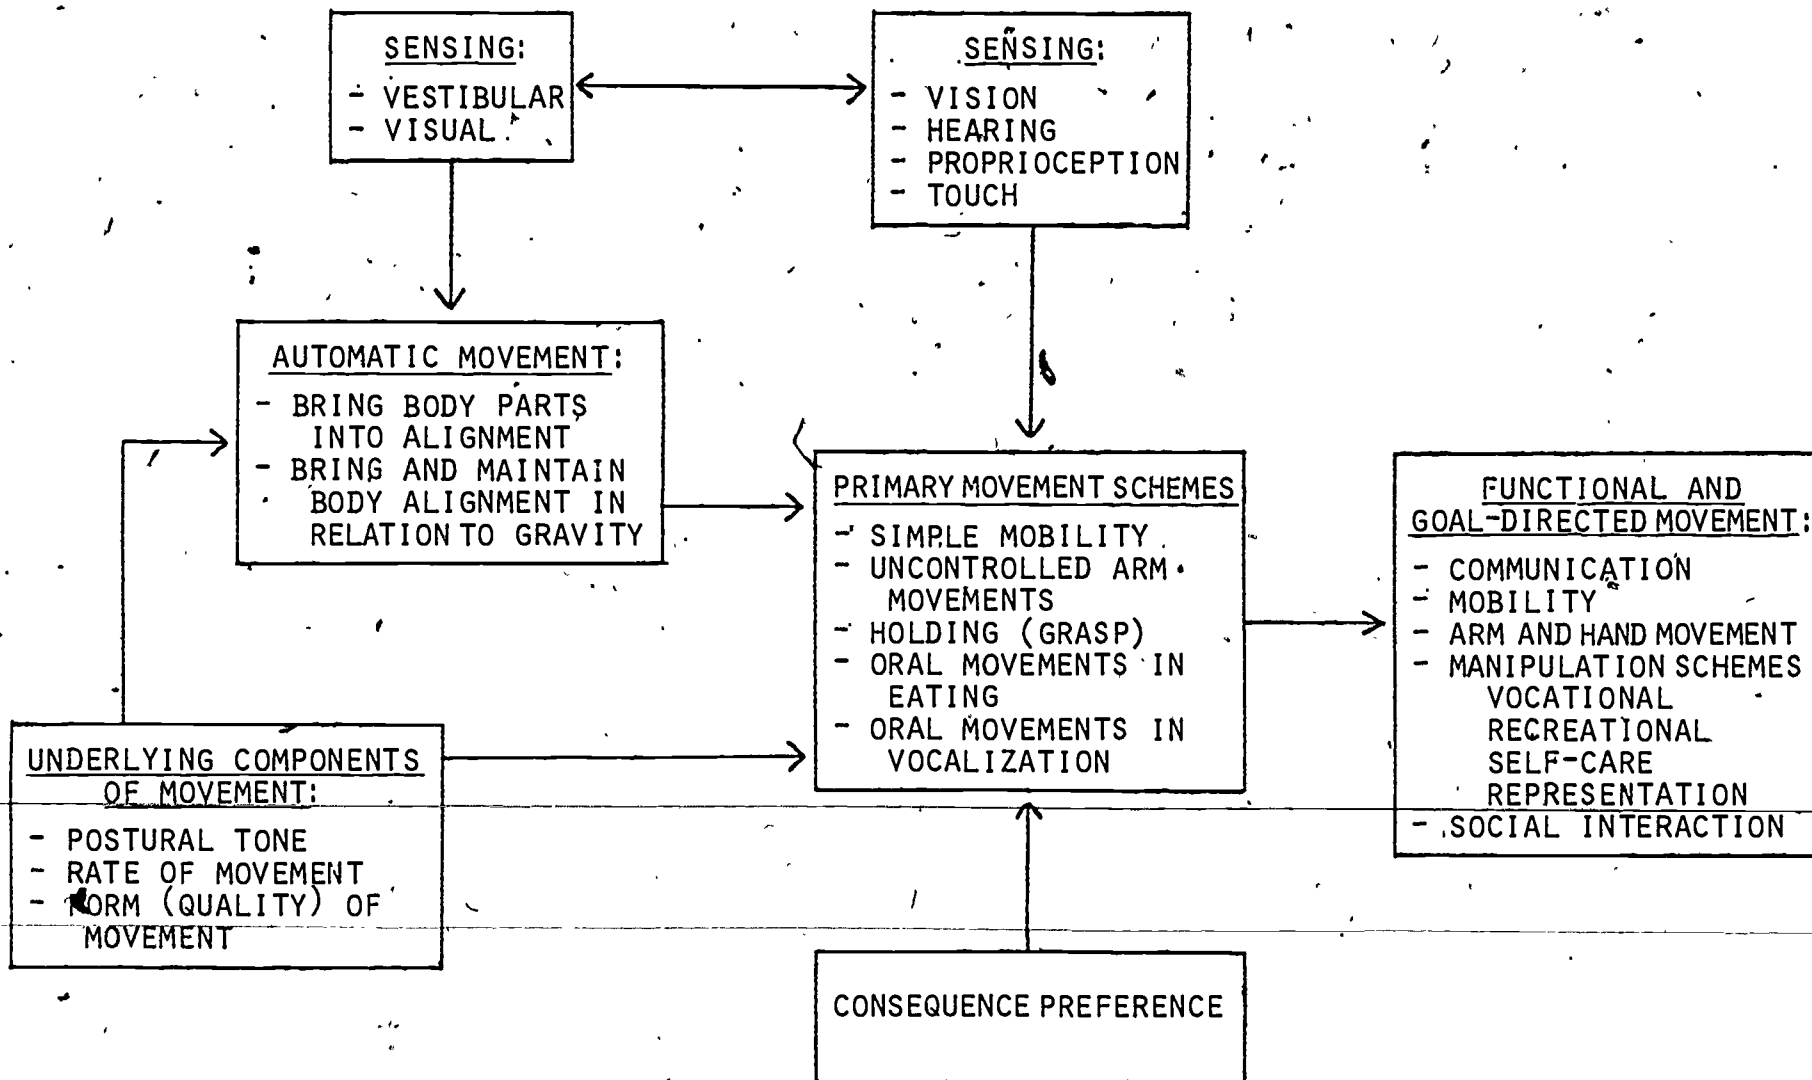 SENSING:
- VESTIBULAR
- VISUAL
SENSING:
- VISION
- HEARING
- PROPRIOCEPTION
- TOUCH
AUTOMATIC MOVEMENT:
- BRING BODY PARTS
INTO ALIGNMENT
- BRING AND MAINTAIN
BODY ALIGNMENT IN
RELATION TO GRAVITY
UNDERLYING COMPONENTS
OF MOVEMENT:
- POSTURAL TONE
- RATE OF MOVEMENT
- FORM (QUALITY) OF
MOVEMENT
PRIMARY MOVEMENT SCHEMES
- SIMPLE MOBILITY
- UNCONTROLLED ARM
MOVEMENTS
- HOLDING (GRASP)
- ORAL MOVEMENTS IN
EATING
- ORAL MOVEMENTS IN
VOCALIZATION
CONSEQUENCE PREFERENCE
FUNCTIONAL AND
GOAL-DIRECTED MOVEMENT:
- COMMUNICATION
- MOBILITY
- ARM AND HAND MOVEMENT
- MANIPULATION SCHEMES
VOCATIONAL
RECREATIONAL
SELF-CARE
REPRESENTATION
- SOCIAL INTERACTION